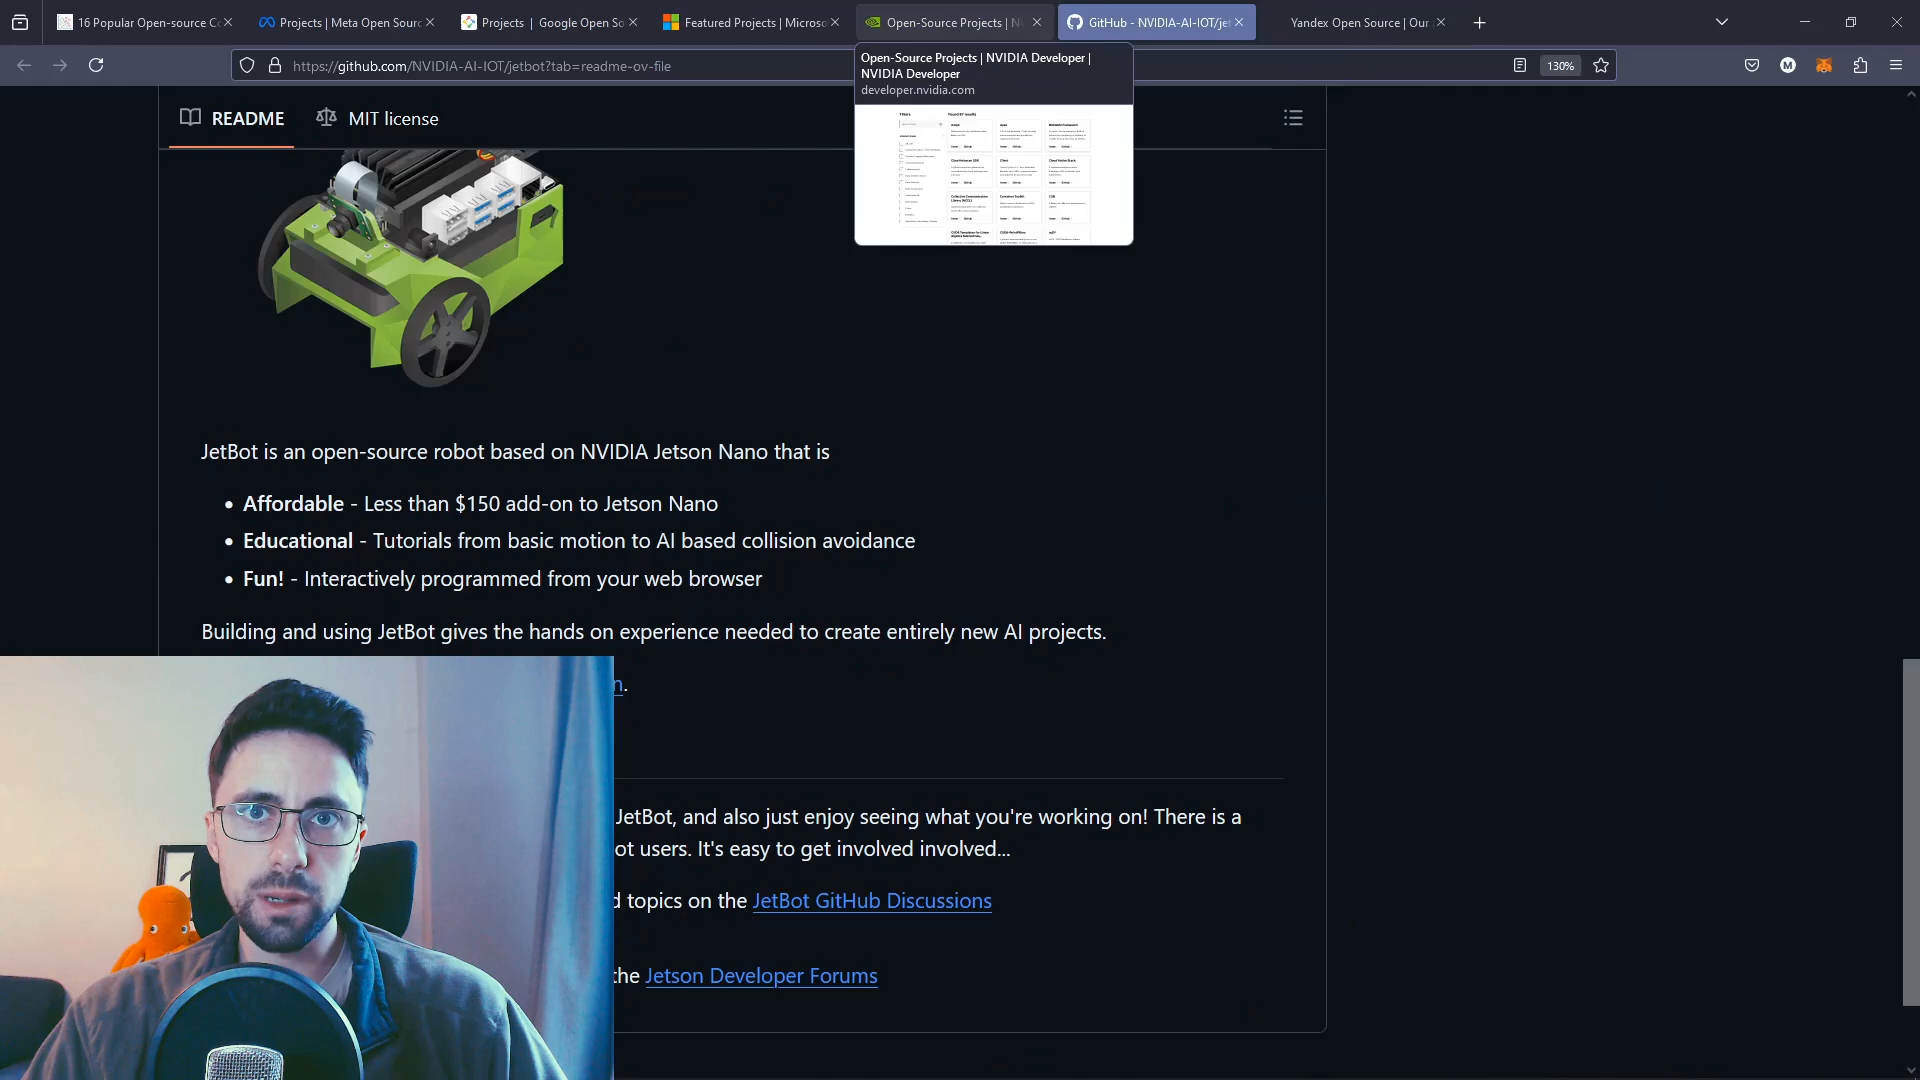 16 Popular Open-source Co
Projects | Meta Open Sourc
Projects | Google Open So
Featured Projects | Microso
Open-Source Projects | N
GitHub - NVIDIA-AI-IOT/jet
Yandex Open Source | Our
https://github.com/NVIDIA-AI-IOT/jetbot?tab=readme-ov-file
130%
M
Open-Source Projects | NVIDIA Developer |
NVIDIA Developer
developer.nvidia.com
Filters
Found 87 results
README
MIT license
JetBot is an open-source robot based on NVIDIA Jetson Nano that is
• Affordable - Less than $150 add-on to Jetson Nano
• Educational - Tutorials from basic motion to AI based collision avoidance
• Fun! - Interactively programmed from your web browser
Building and using JetBot gives the hands on experience needed to create entirely new AI projects.
n.
JetBot, and also just enjoy seeing what you're working on! There is a
ot users. It's easy to get involved involved...
d topics on the JetBot GitHub Discussions
the Jetson Developer Forums